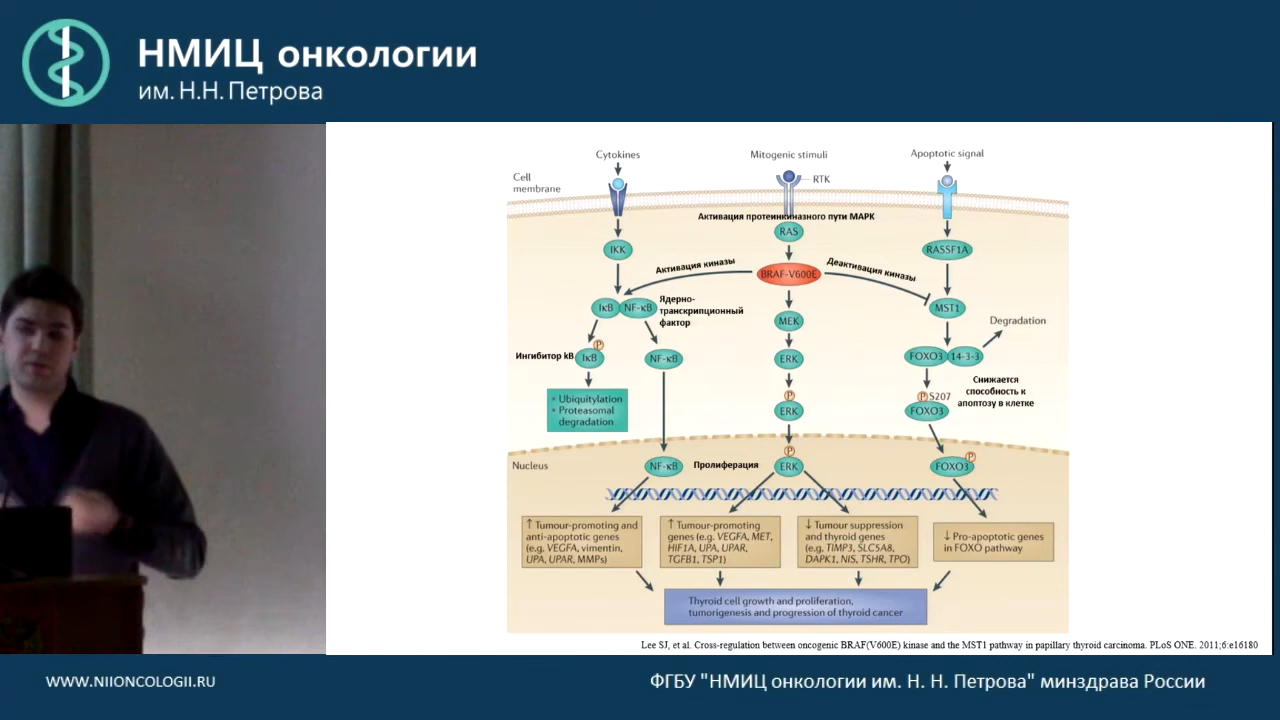 НМИЦ онкологии
им. Н.Н. Петрова
Cytokines
Mitogenic stimuli
Apoptotic signal
Cell
membrane
RTK
Активация протеинкиназного пути МАРК
RAS
IKK
RASSF1A
Активация киназы
BRAF-V600E
Деактивация киназы
IκB
NF-κB
Ядерно-
транскрипционный
фактор
MST1
MEK
Degradation
Ингибитор kB
P
IκB
NF-κB
ERK
FOXO3
14-3-3
Снижается
способность к
апоптозу в клетке
• Ubiquitylation
• Proteasomal
degradation
P
ERK
P S207
FOXO3
Nucleus
NF-κB
Пролиферация
P
ERK
P
FOXO3
↑ Tumour-promoting and
anti-apoptotic genes
(e.g. VEGFA, vimentin,
UPA, UPAR, MMPs)
↑ Tumour-promoting
genes (e.g. VEGFA, MET,
HIF1A, UPA, UPAR,
TGFB1, TSP1)
↓ Tumour suppression
and thyroid genes
(e.g, TIMP3, SLC5A8,
DAPK1, NIS, TSHR, TPO)
↓ Pro-apoptotic genes
in FOXO pathway
Thyroid cell growth and proliferation,
tumorigenesis and progression of thyroid cancer
Lee SJ, et al. Cross-regulation between oncogenic BRAF(V600E) kinase and the MST1 pathway in papillary thyroid carcinoma. PLoS ONE. 2011;6:e16180
WWW.NIIONCOLOGII.RU
ФГБУ "НМИЦ онкологии им. Н. Н. Петрова" минздрава России